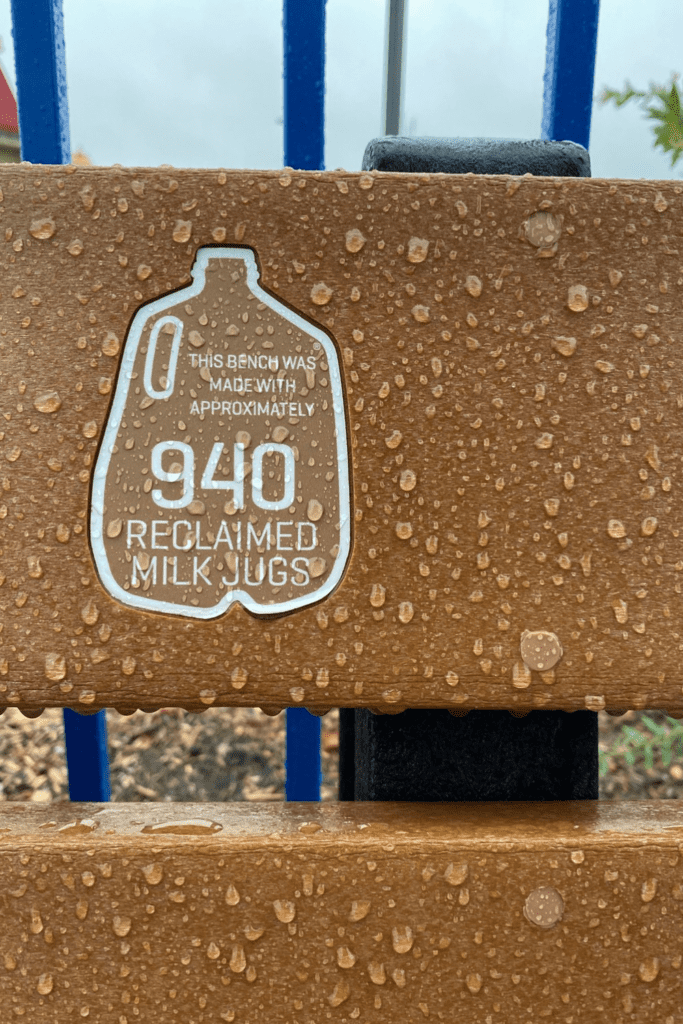 THIS BENCH WAS
MADE WITH
APPROXIMATELY
940
RECLAIMED
MILK JUGS